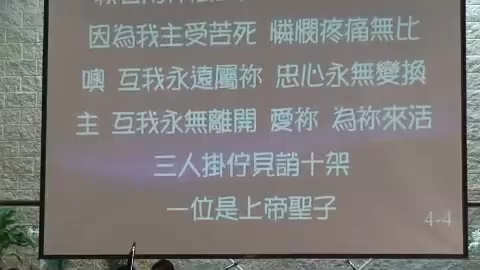 因為我主受苦死 憐憫疼痛無比
噢 互我永遠屬祢 忠心永無變換
主 互我永無離開 愛祢 為祢來活
三人掛佇見誚十架
一位是上帝聖子
4-4